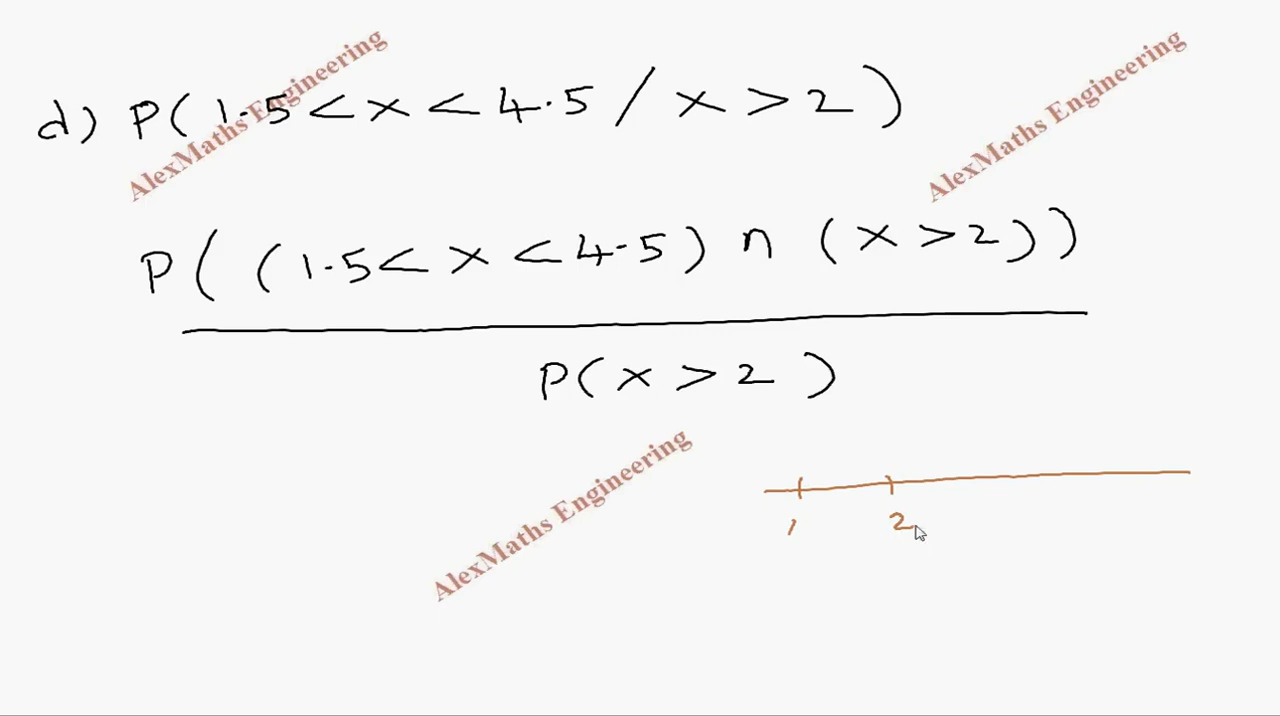 d) P(1.5<x<4.5/x>2)
AlexMaths Engineering
AlexMaths Engineering
P((1.5<x<4.5) n (x>2))
P(x>2)
AlexMaths Engineering
1 2